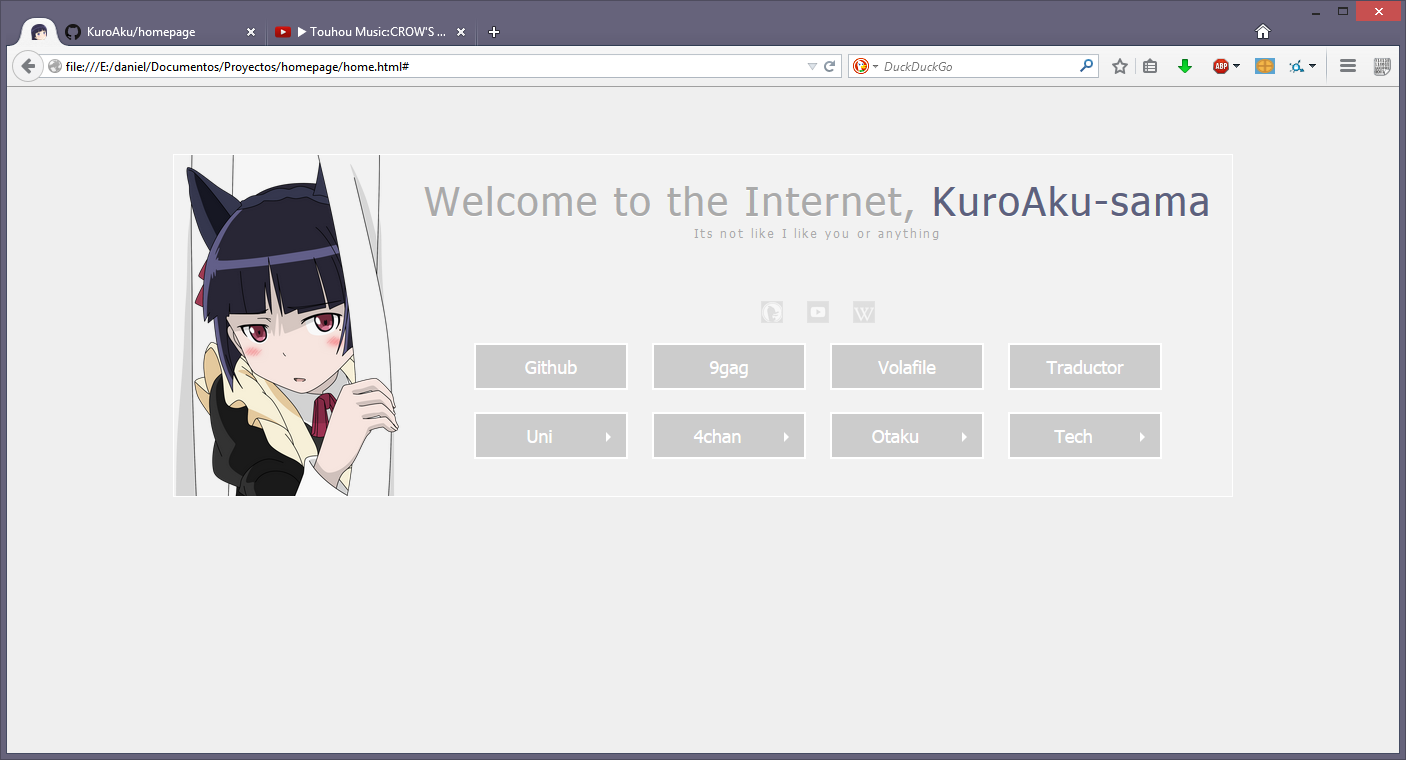 KuroAku/homepage
▶ Touhou Music:CROW'S ...
file:///E:/daniel/Documentos/Proyectos/homepage/home.html#
DuckDuckGo
ABP
Welcome to the Internet, KuroAku-sama
Its not like I like you or anything
W
Github 9gag Volafile Traductor
Uni 4chan Otaku Tech